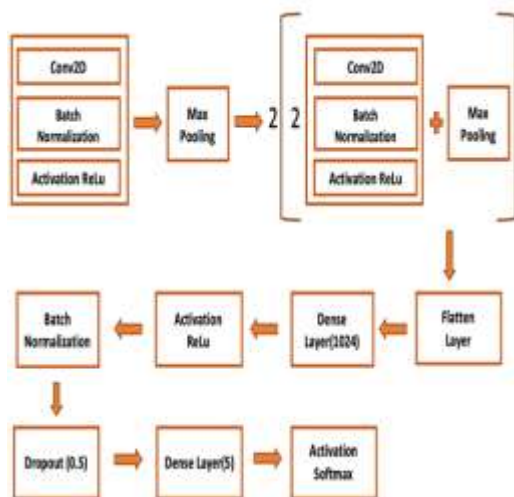 Conv2D
Batch
Normalization
Activation ReLu
Max
Pooling
2
2
Conv2D
Batch
Normalization
Activation ReLu
Max
Pooling
Batch
Normalization
Activation
ReLu
Dense
Layer(1024)
Flatten
Layer
Dropout (0.5)
Dense Layer(5)
Activation
Softmax